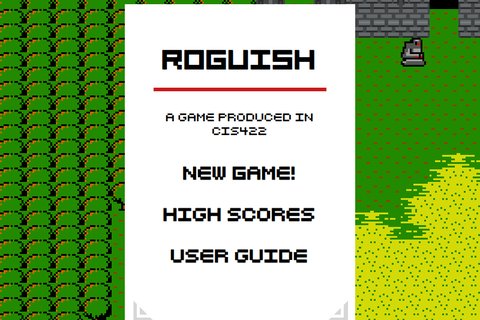 ROGUISH
A GAME PRODUCED IN
CIS422
NEW GAME!
HIGH SCORES
USER GUIDE